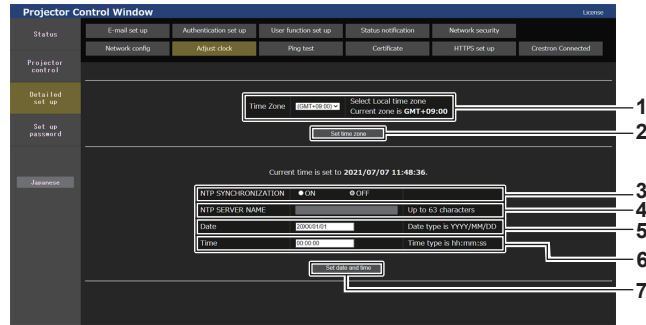 Projector Control Window
License
Status
E-mail set up
Authentication set up
User function set up
Status notification
Network security
Network config
Adjust clock
Ping test
Certificate
HTTPS set up
Crestron Connected
Projector
control
Detailed
set up
Set up
password
Japanese
Time Zone
(GMT+09:00)
Select Local time zone
Current zone is GMT+09:00
1
Set time zone
2
Current time is set to 2021/07/07 11:48:36.
NTP SYNCHRONIZATION
ON
OFF
3
NTP SERVER NAME
Up to 63 characters
4
Date
20XX/01/01
Date type is YYYY/MM/DD
5
Time
00:00:00
Time type is hh:mm:ss
6
Set date and time
7